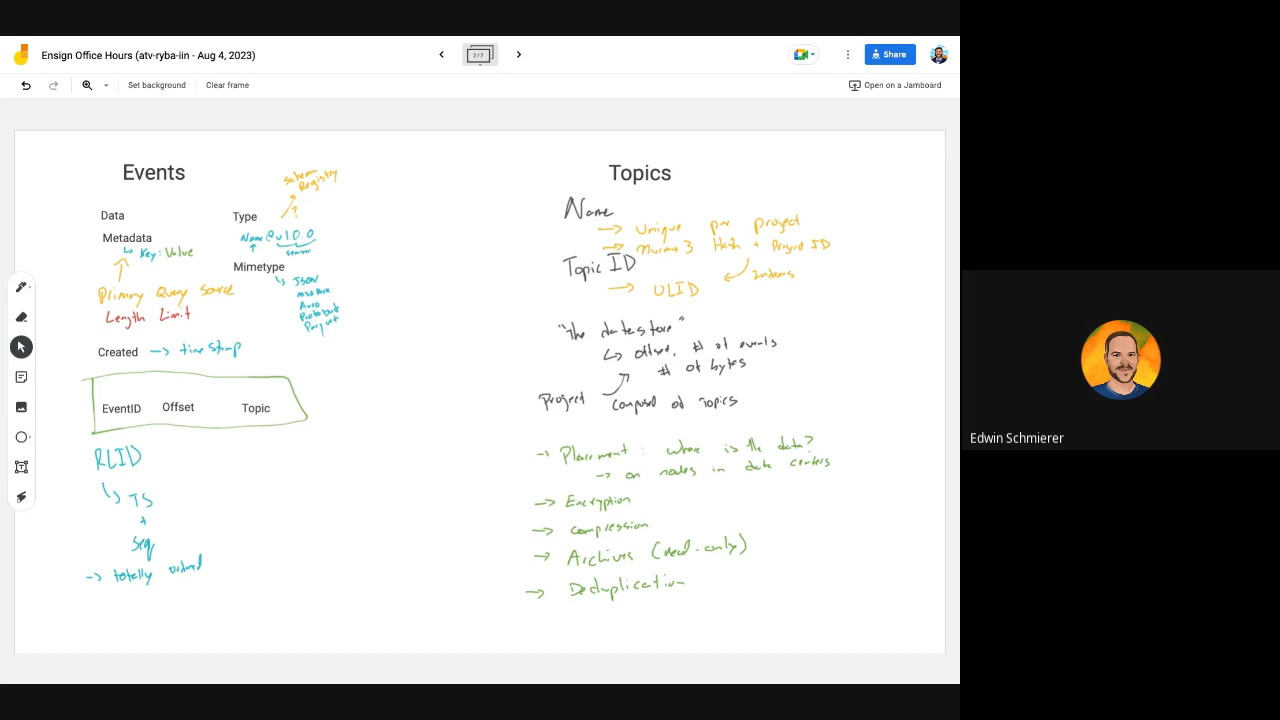 Ensign Office Hours (atv-ryba-iin - Aug 4, 2023)
2 / 7
Share
Set background
Clear frame
Open on a Jamboard
Events
Schema
Registry
?
Data
Type
Metadata
Name@v1.0.0
semver
Key: Value
Mimetype
JSON
Primary Query Source
Avro
Length Limit
Protobuf
Parquet
Created → timestamp
EventID
Offset
Topic
RLID
TS
+
Seq
→ totally ordered
Topics
Name
→ Unique per project
→ murmur3 Hash + Project ID
Topic ID
Indexes
→ ULID
"The datastore"
↳ offset, # of events
# of bytes
Project
composed of topics
→ Placement: where is the data?
→ on nodes in data centers
→ Encryption
→ compression
→ Archives (read-only)
→ Deduplication
Edwin Schmierer